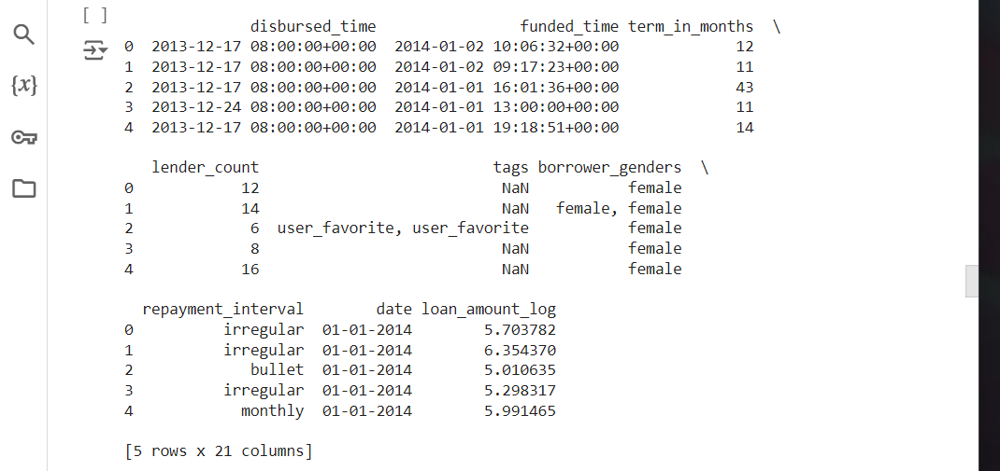 [ ]
disbursed_time funded_time term_in_months \
0 2013-12-17 08:00:00+00:00 2014-01-02 10:06:32+00:00 12
1 2013-12-17 08:00:00+00:00 2014-01-02 09:17:23+00:00 11
2 2013-12-17 08:00:00+00:00 2014-01-01 16:01:36+00:00 43
3 2013-12-24 08:00:00+00:00 2014-01-01 13:00:00+00:00 11
4 2013-12-17 08:00:00+00:00 2014-01-01 19:18:51+00:00 14
lender_count tags borrower_genders \
0 12 NaN female
1 14 NaN female, female
2 6 user_favorite, user_favorite female
3 8 NaN female
4 16 NaN female
repayment_interval date loan_amount_log
0 irregular 01-01-2014 5.703782
1 irregular 01-01-2014 6.354370
2 bullet 01-01-2014 5.010635
3 irregular 01-01-2014 5.298317
4 monthly 01-01-2014 5.991465
[5 rows x 21 columns]
{x}